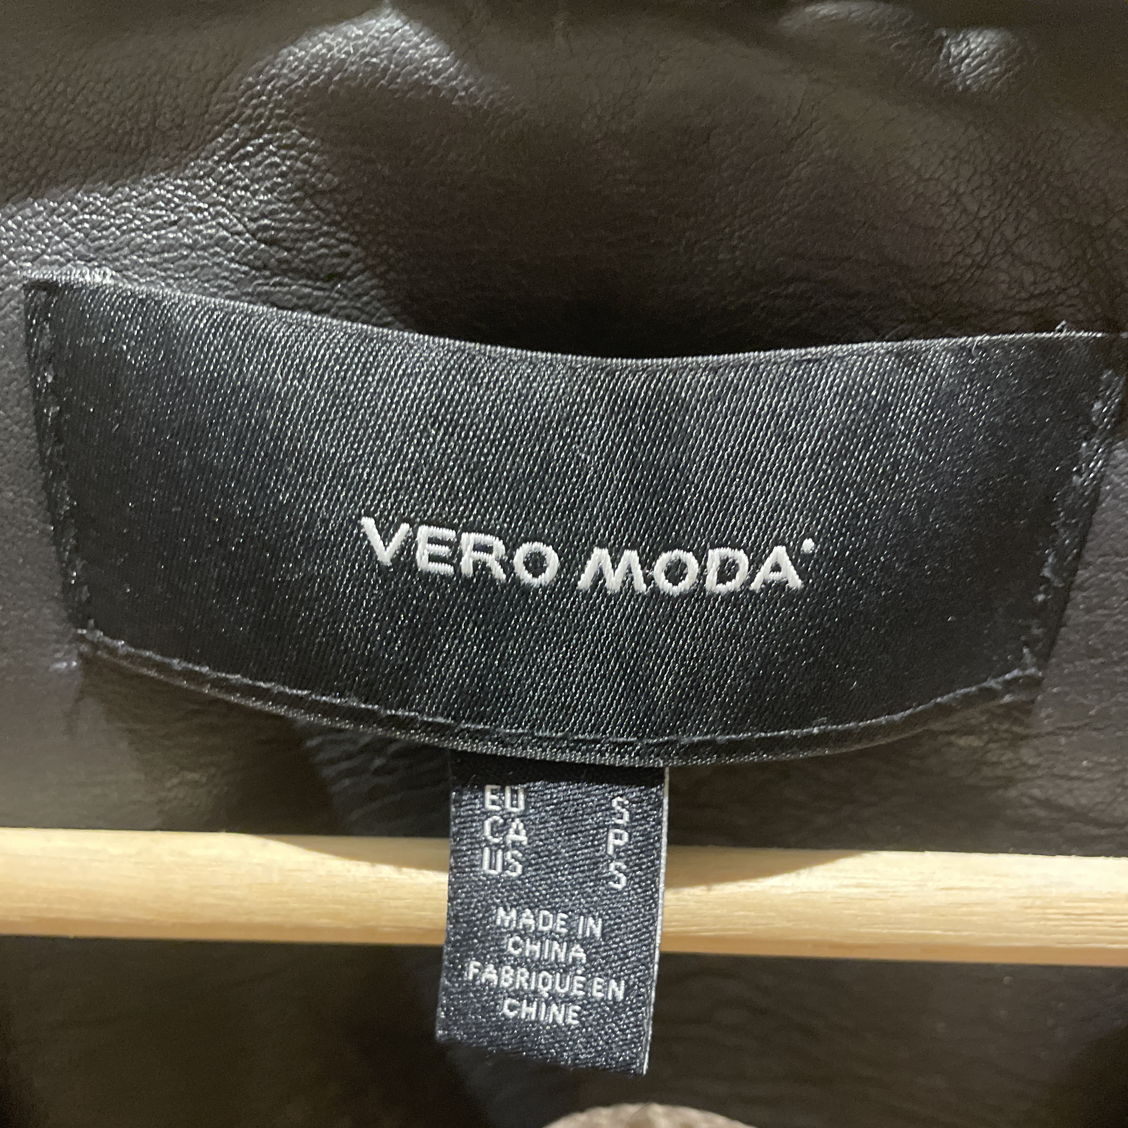 VERO MODA
EU S
CA P
US S
MADE IN
CHINA
FABRIQUÉ EN
CHINE